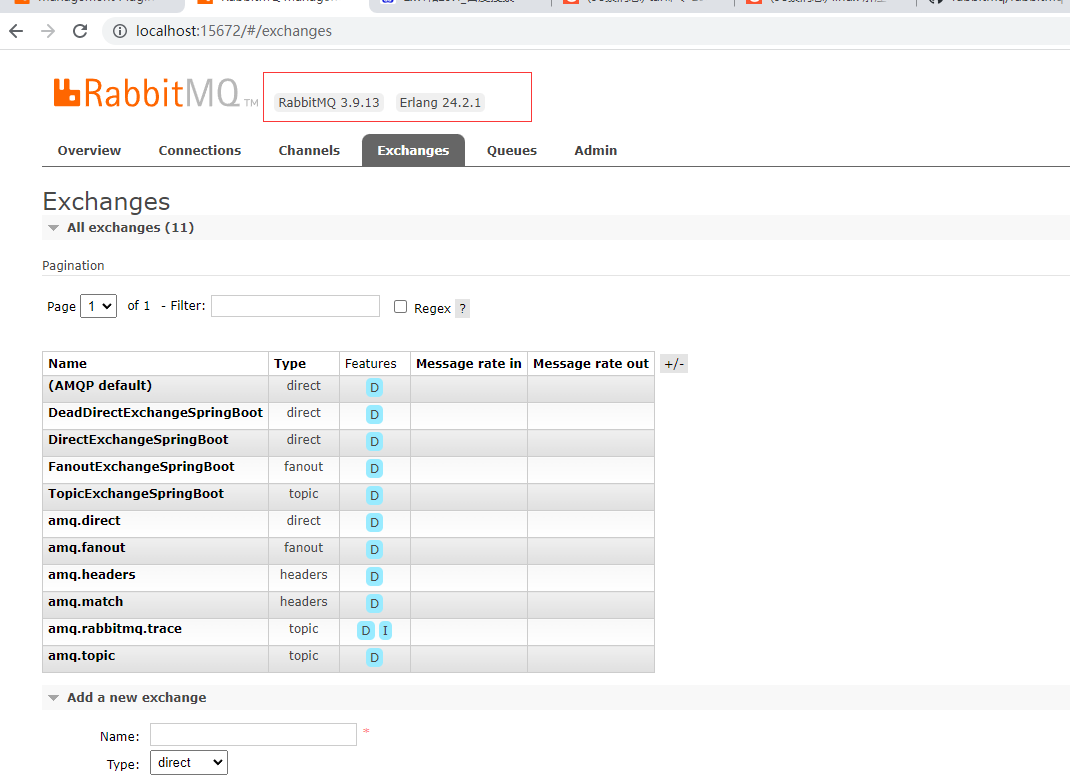 localhost:15672/#/exchanges
RabbitMQ TM RabbitMQ 3.9.13 Erlang 24.2.1
Overview Connections Channels Exchanges Queues Admin
Exchanges
All exchanges (11)
Pagination
Page 1 of 1 - Filter: Regex ?
Name Type Features Message rate in Message rate out +/-
(AMQP default) direct D
DeadDirectExchangeSpringBoot direct D
DirectExchangeSpringBoot direct D
FanoutExchangeSpringBoot fanout D
TopicExchangeSpringBoot topic D
amq.direct direct D
amq.fanout fanout D
amq.headers headers D
amq.match headers D
amq.rabbitmq.trace topic D I
amq.topic topic D
Add a new exchange
Name: *
Type: direct